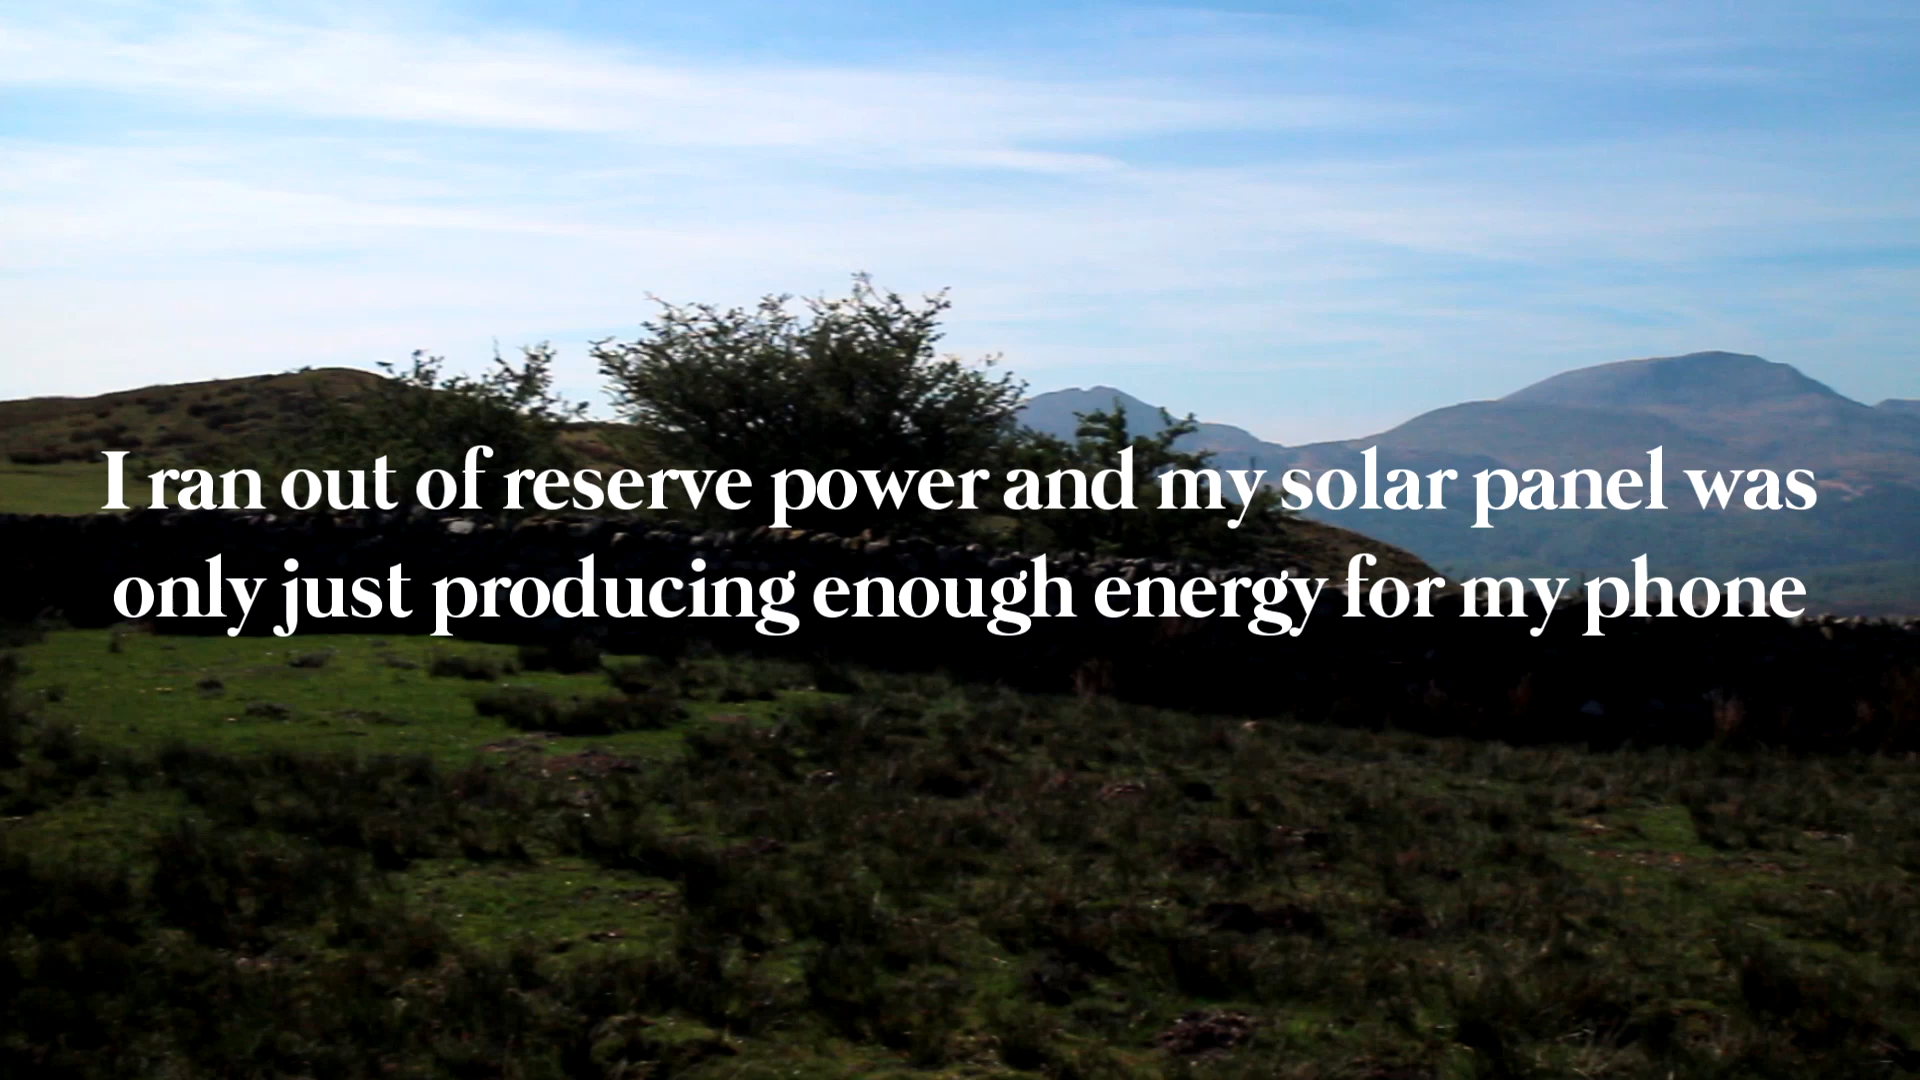 I ran out of reserve power and my solar panel was
only just producing enough energy for my phone